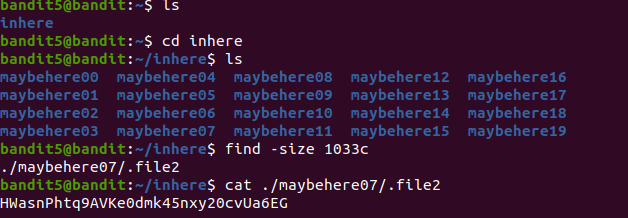 bandit5@bandit:~$ ls
inhere
bandit5@bandit:~$ cd inhere
bandit5@bandit:~/inhere$ ls
maybehere00 maybehere04 maybehere08 maybehere12 maybehere16
maybehere01 maybehere05 maybehere09 maybehere13 maybehere17
maybehere02 maybehere06 maybehere10 maybehere14 maybehere18
maybehere03 maybehere07 maybehere11 maybehere15 maybehere19
bandit5@bandit:~/inhere$ find -size 1033c
./maybehere07/.file2
bandit5@bandit:~/inhere$ cat ./maybehere07/.file2
HWasnPhtq9AVKe0dmk45nxy20cvUa6EG